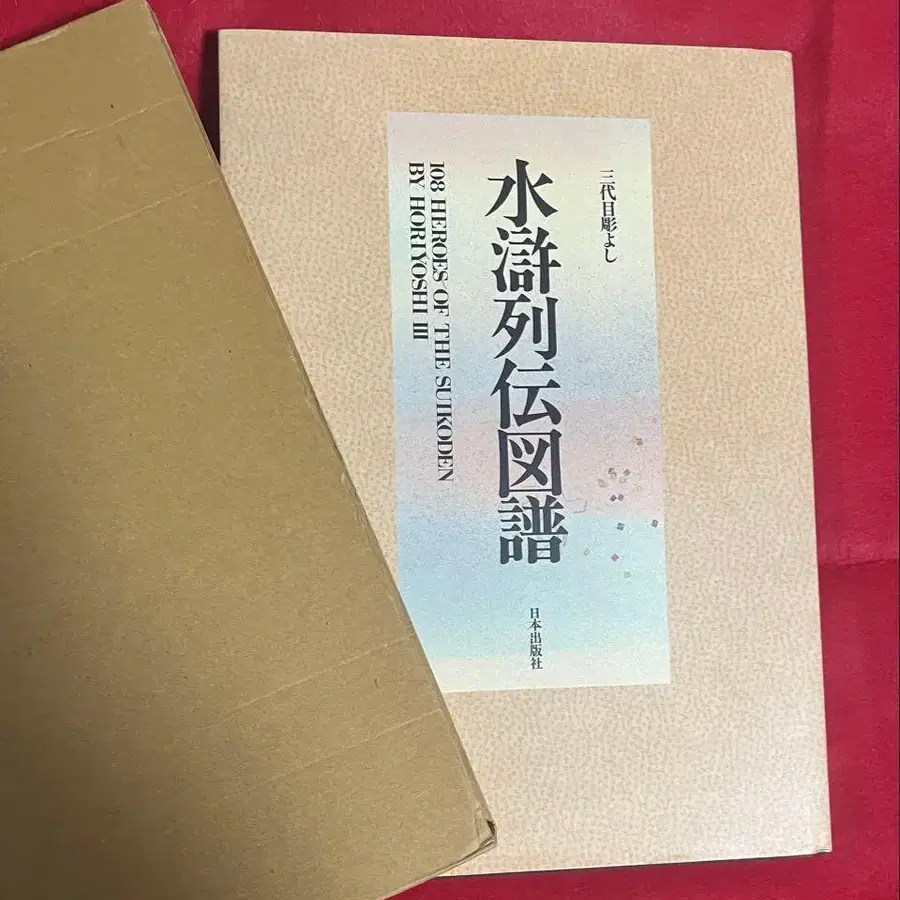 三代目彫よし
水滸列伝図譜
108 HEROES OF THE SUIKODEN
BY HORIYOSHI III
日本出版社